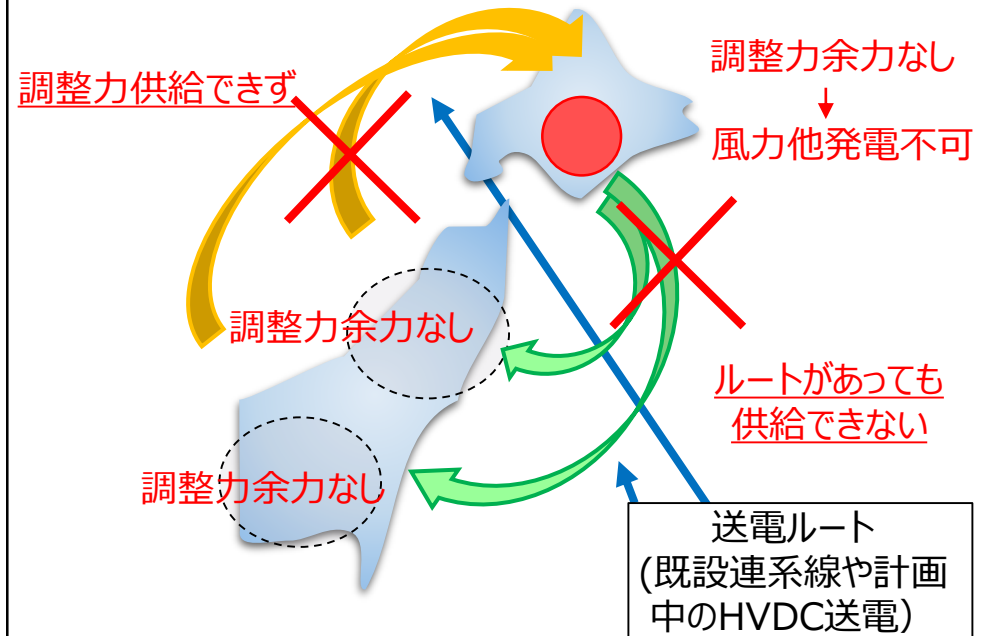 調整力供給できず
調整力余力なし
↓
風力他発電不可
調整力余力なし
調整力余力なし
ルートがあっても
供給できない
送電ルート
(既設連系線や計画
中のHVDC送電）